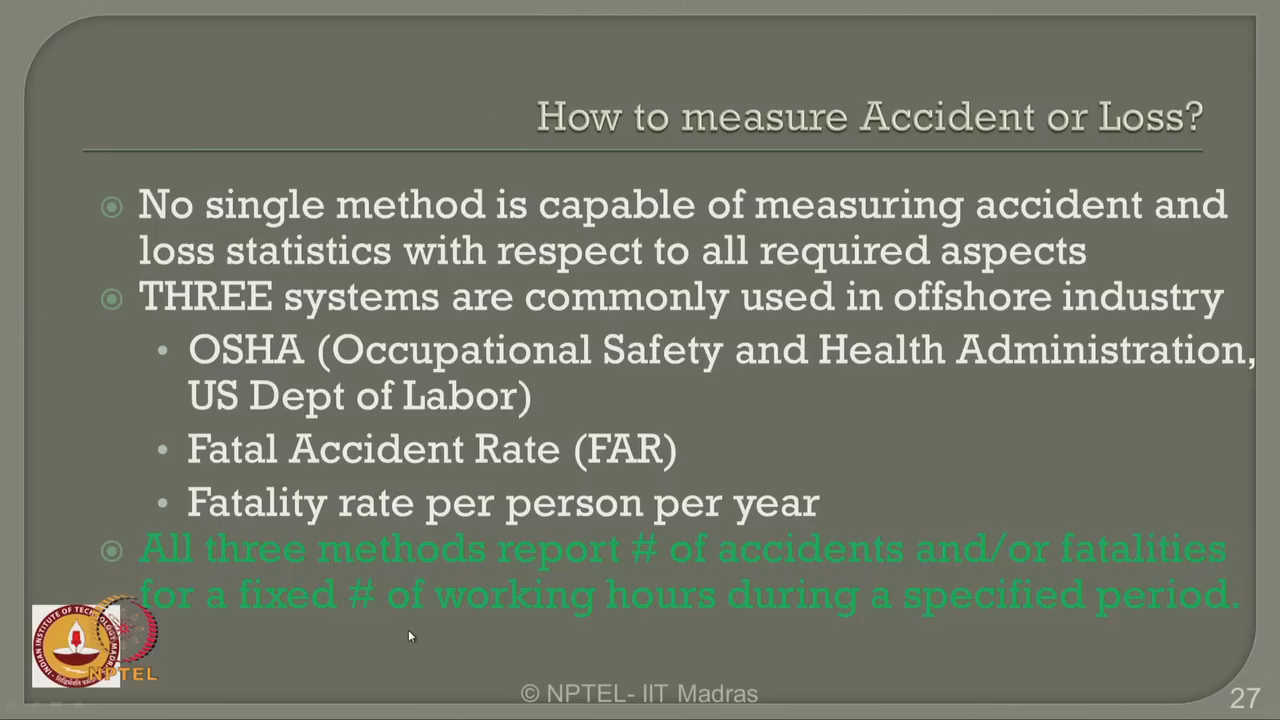 How to measure Accident or Loss?
No single method is capable of measuring accident and
loss statistics with respect to all required aspects
THREE systems are commonly used in offshore industry
OSHA (Occupational Safety and Health Administration,
US Dept of Labor)
Fatal Accident Rate (FAR)
Fatality rate per person per year
All three methods report # of accidents and/or fatalities
for a fixed # of working hours during a specified period.
NPTEL
© NPTEL- IIT Madras
27